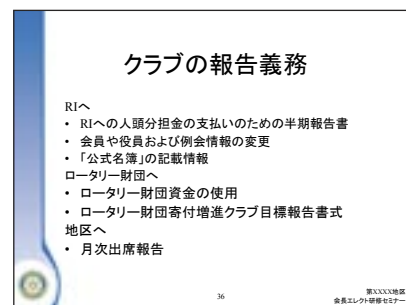 クラブの報告義務
RIへ
• RIへの人頭分担金の支払いのための半期報告書
• 会員や役員および例会情報の変更
• 「公式名簿」の記載情報
ロータリー財団へ
• ロータリー財団資金の使用
• ロータリー財団寄付増進クラブ目標報告書式
地区へ
• 月次出席報告
36
第XXXX地区
会長エレクト研修セミナー